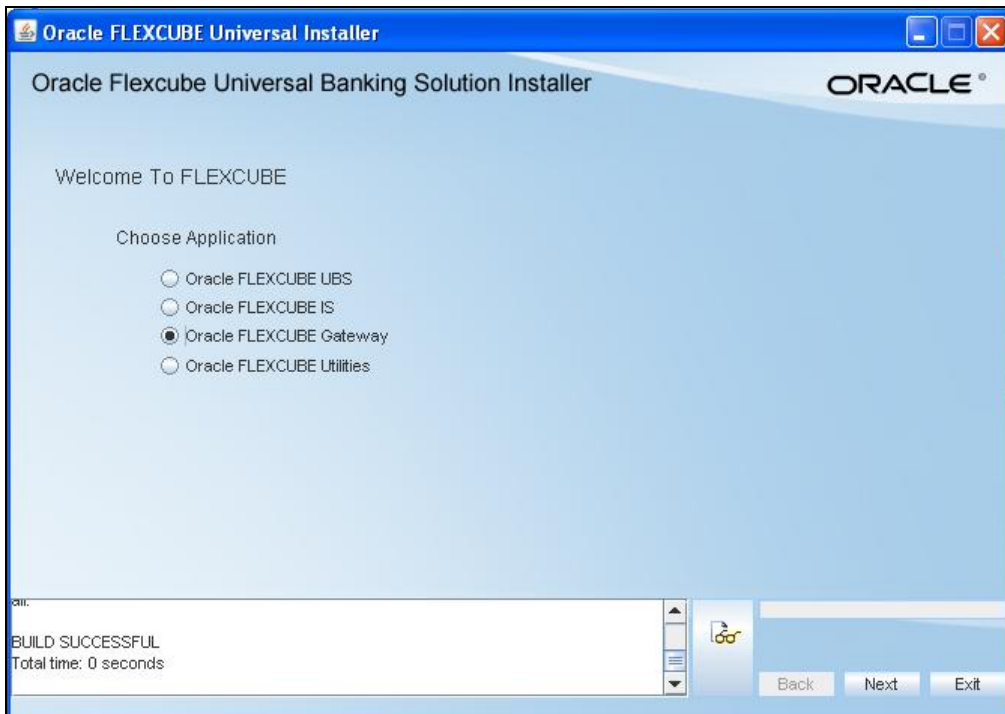 Oracle FLEXCUBE Universal Installer
Oracle Flexcube Universal Banking Solution Installer
ORACLE®
Welcome To FLEXCUBE
Choose Application
Oracle FLEXCUBE UBS
Oracle FLEXCUBE IS
Oracle FLEXCUBE Gateway
Oracle FLEXCUBE Utilities
BUILD SUCCESSFUL
Total time: 0 seconds
Back
Next
Exit